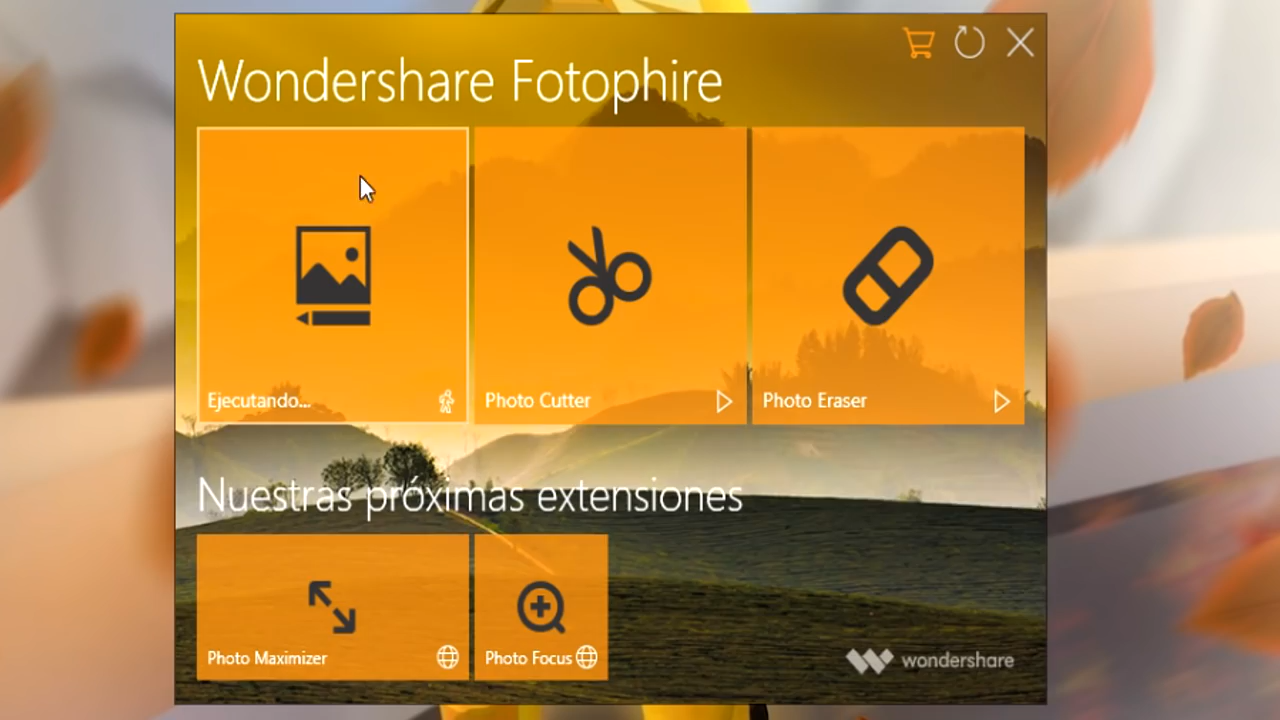 Wondershare Fotophire
Ejecutando...
Photo Cutter
Photo Eraser
Nuestras próximas extensiones
Photo Maximizer
Photo Focus
wondershare